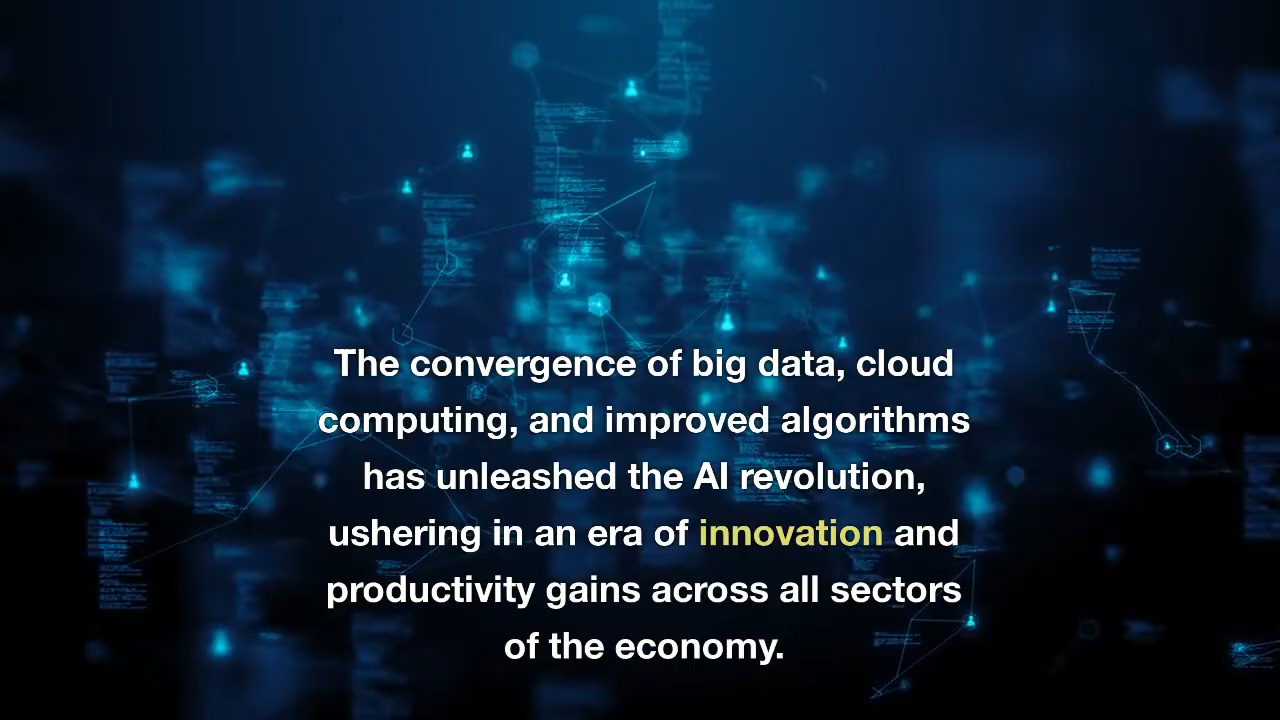 The convergence of big data, cloud
computing, and improved algorithms
has unleashed the AI revolution,
ushering in an era of innovation and
productivity gains across all sectors
of the economy.